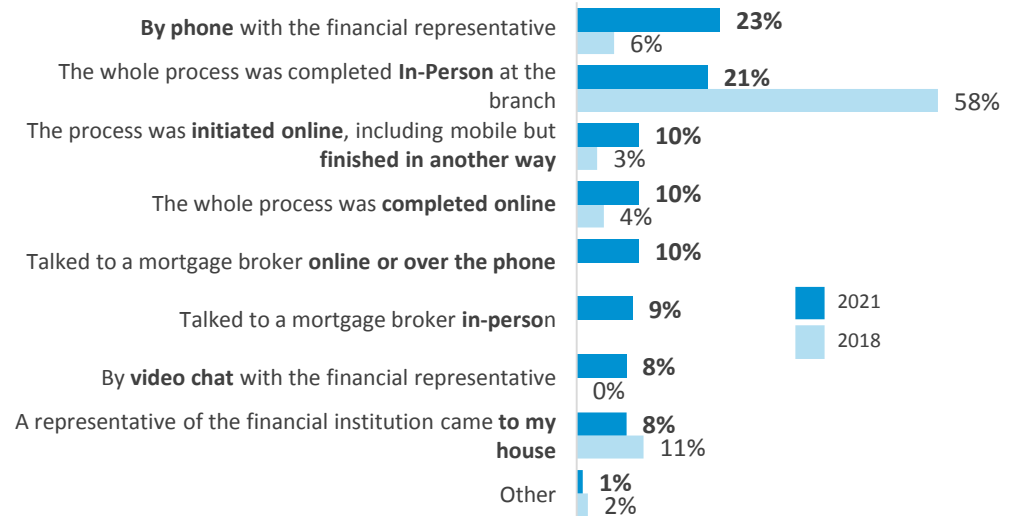 By phone with the financial representative
23%
6%
The whole process was completed In-Person at the
branch
21%
58%
The process was initiated online, including mobile but
finished in another way
10%
3%
The whole process was completed online
10%
4%
Talked to a mortgage broker online or over the phone
10%
Talked to a mortgage broker in-person
9%
2021
2018
By video chat with the financial representative
8%
0%
A representative of the financial institution came to my
house
8%
11%
Other
1%
2%